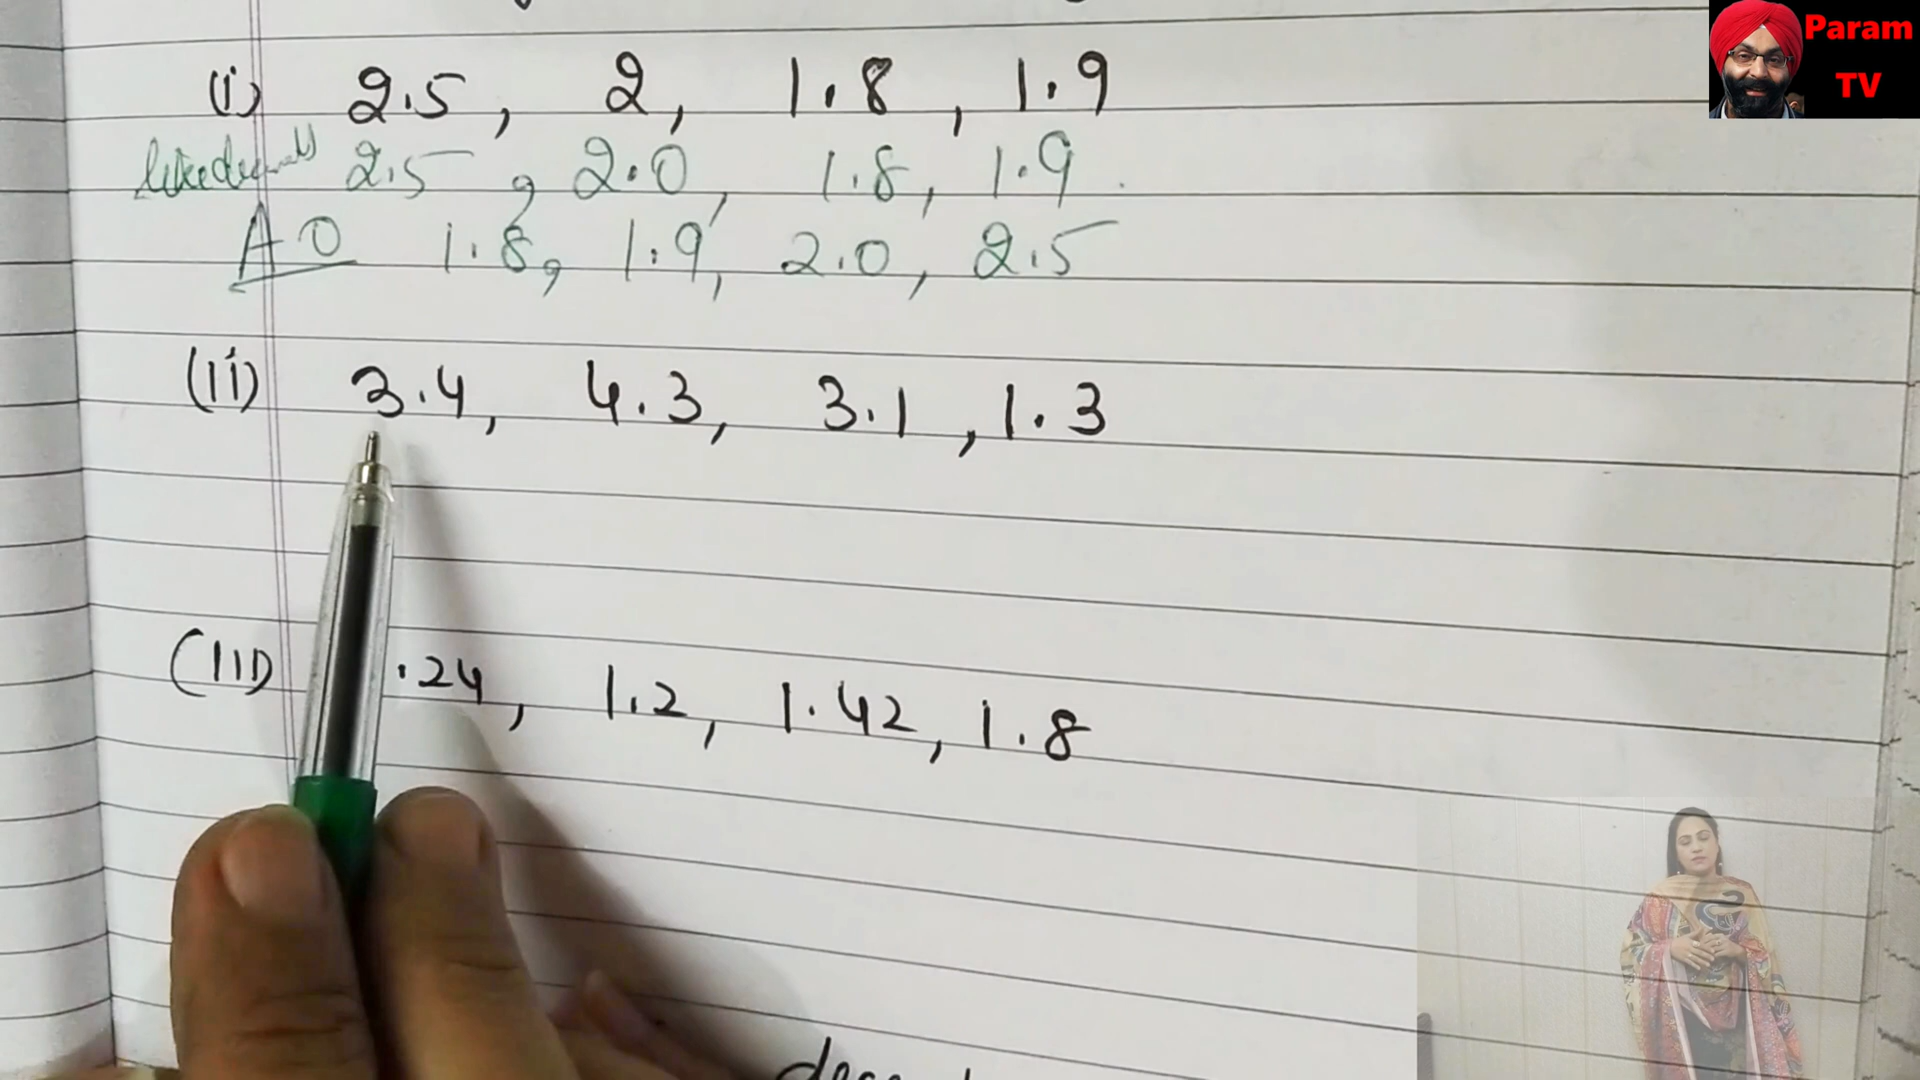 Param
TV
(i) 2.5, 2, 1.8, 1.9
2.5, 2.0, 1.8, 1.9
AO 1.8, 1.9, 2.0, 2.5
(ii) 3.4, 4.3, 3.1, 1.3
(III) .24, 1.2, 1.42, 1.8